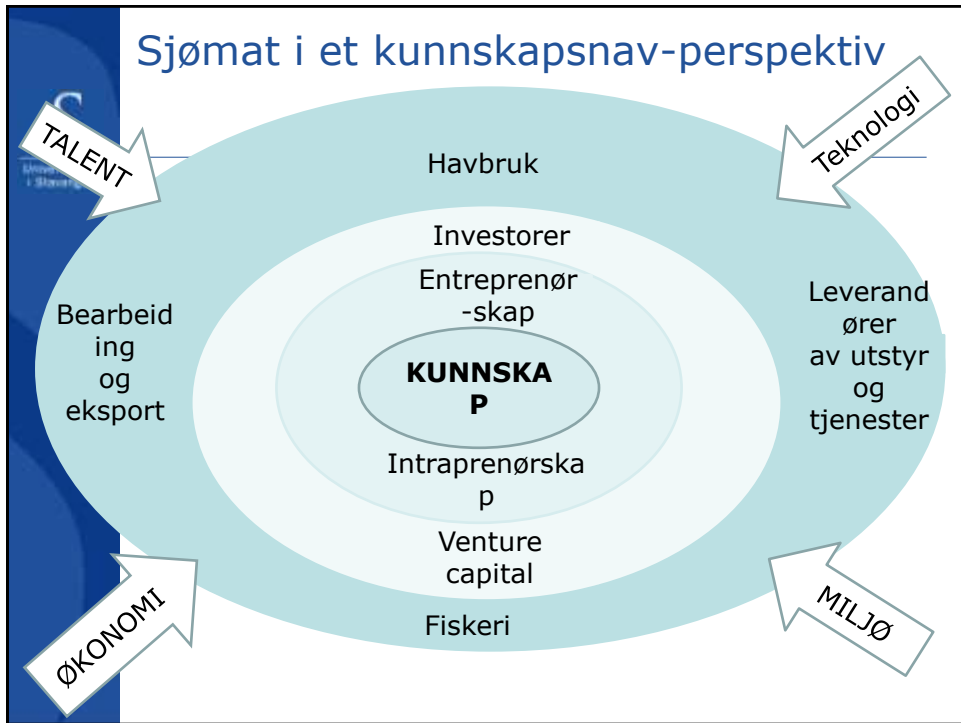 Sjømat i et kunnskapsnav-perspektiv
TALENT
Teknologi
Havbruk
Investorer
Entreprenør
-skap
Bearbeid
ing
og
eksport
KUNNSKA
P
Leverand
ører
av utstyr
og
tjenester
Intraprenørska
p
Venture
capital
Fiskeri
ØKONOMI
MILJØ